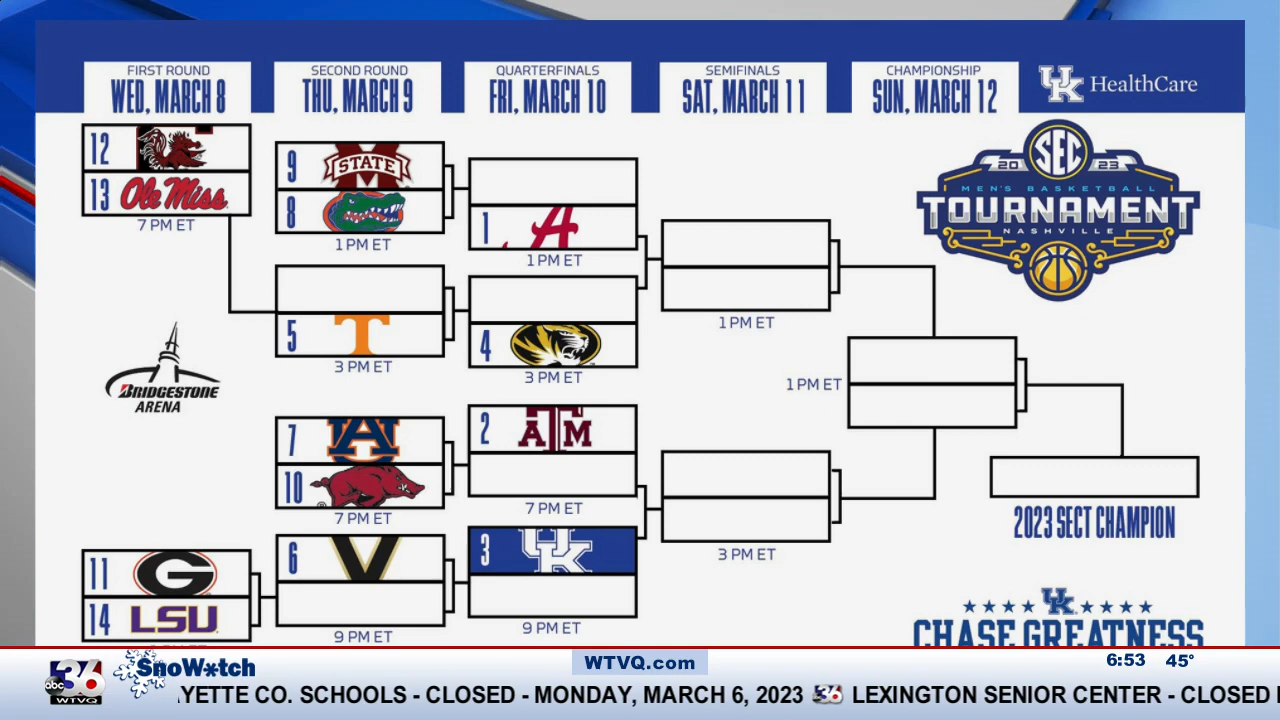 FIRST ROUND
WED, MARCH 8
SECOND ROUND
THU, MARCH 9
QUARTERFINALS
FRI, MARCH 10
SEMIFINALS
SAT, MARCH 11
CHAMPIONSHIP
SUN, MARCH 12
UK HealthCare
12
13 Ole Miss
7 PM ET
9 STATE
8
1 PM ET
1 A
1 PM ET
5 T
3 PM ET
4
3 PM ET
1 PM ET
SEC
20 23
MEN'S BASKETBALL
TOURNAMENT
NASHVILLE
BRIDGESTONE
ARENA
1 PM ET
7 AU
10
7 PM ET
2 ATM
7 PM ET
3 UK
9 PM ET
3 PM ET
2023 SECT CHAMPION
11 G
14 LSU
6 V
9 PM ET
UK
CHASE GREATNESS
abc 36
WTVQ
SnoW*tch
WTVQ.com
6:53 45°
YETTE CO. SCHOOLS - CLOSED - MONDAY, MARCH 6, 2023 36 LEXINGTON SENIOR CENTER - CLOSED